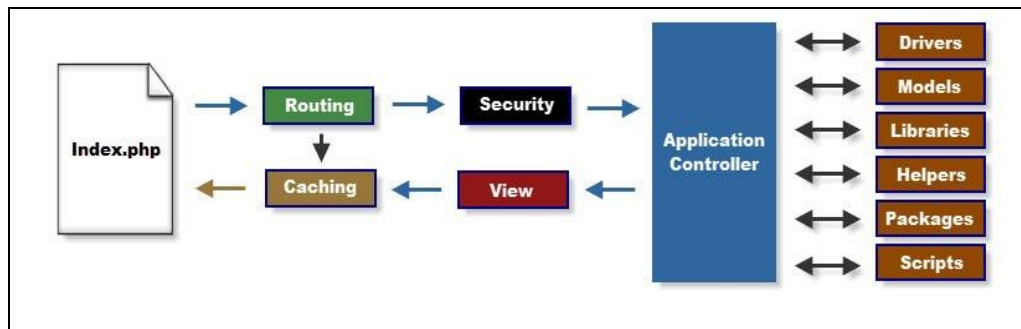 Index.php
Routing
Security
Caching
View
Application
Controller
Drivers
Models
Libraries
Helpers
Packages
Scripts